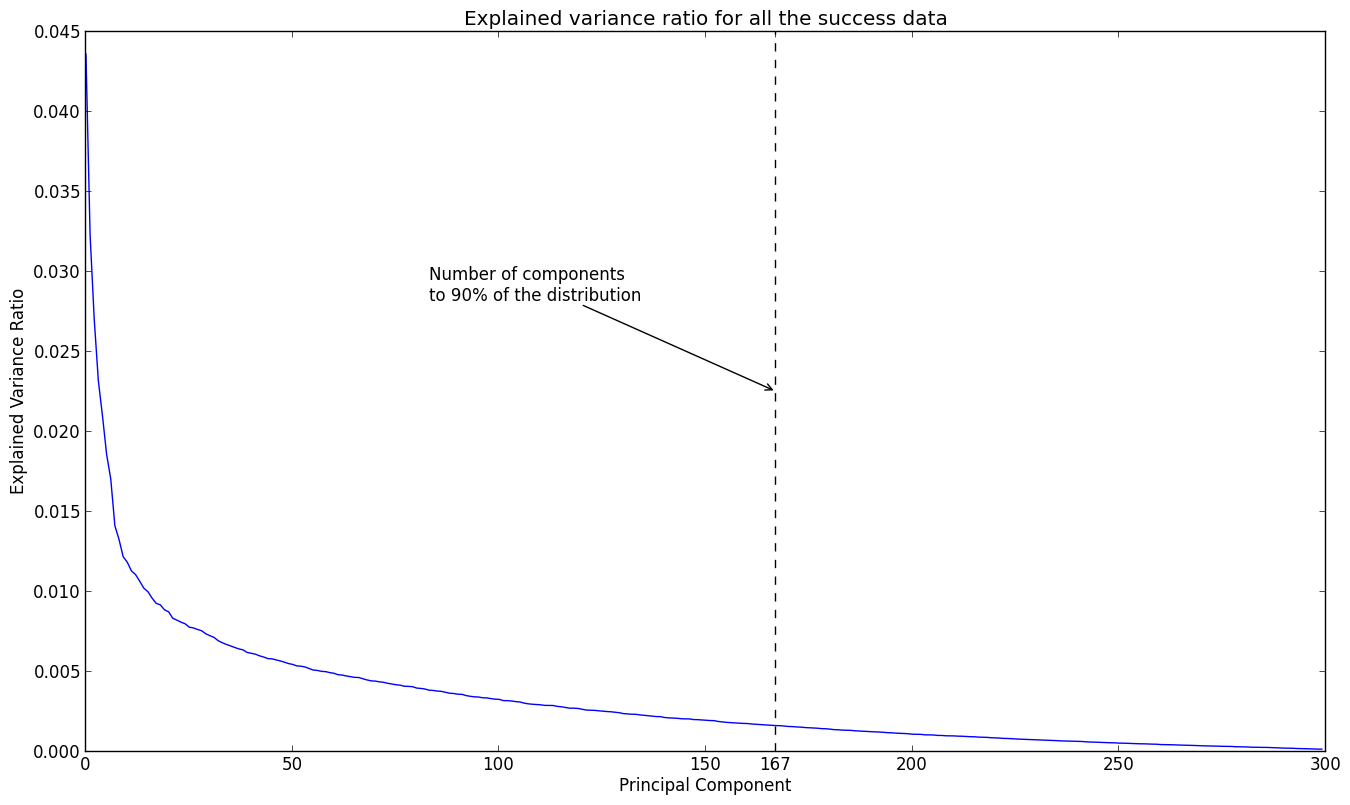 Explained variance ratio for all the success data
0.045
0.040
0.035
0.030
0.025
0.020
0.015
0.010
0.005
0.000
Explained Variance Ratio
Number of components
to 90% of the distribution
0 50 100 150 167 200 250 300
Principal Component